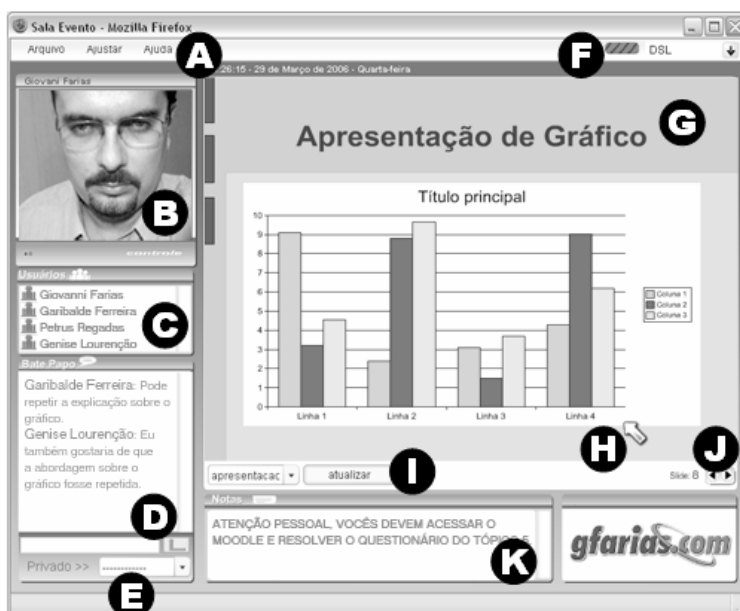 Sala Evento - Mozilla Firefox
Arquivo Ajustar Ajuda
A
F
DSL
26:15 - 29 de Março de 2006 - Quarta-feira
Giovani Farias
B
controle
Usuários
Giovanni Farias
Garibalde Ferreira
Petrus Regadas
Genise Lourenção
C
Bate Papo
Garibalde Ferreira: Pode
repetir a explicação sobre o
gráfico.
Genise Lourenção: Eu
também gostaria de que
a abordagem sobre o
gráfico fosse repetida.
D
Privado >> ------------
E
Apresentação de Gráfico
G
Título principal
10
9
8
7
6
5
4
3
2
1
0
Linha 1 Linha 2 Linha 3 Linha 4
Coluna 1
Coluna 2
Coluna 3
H
apresentacac atualizar
I
Slide: 8
J
Notas
ATENÇÃO PESSOAL, VOCÊS DEVEM ACESSAR O
MOODLE E RESOLVER O QUESTIONÁRIO DO TÓPICO 5
K
gfarias.com